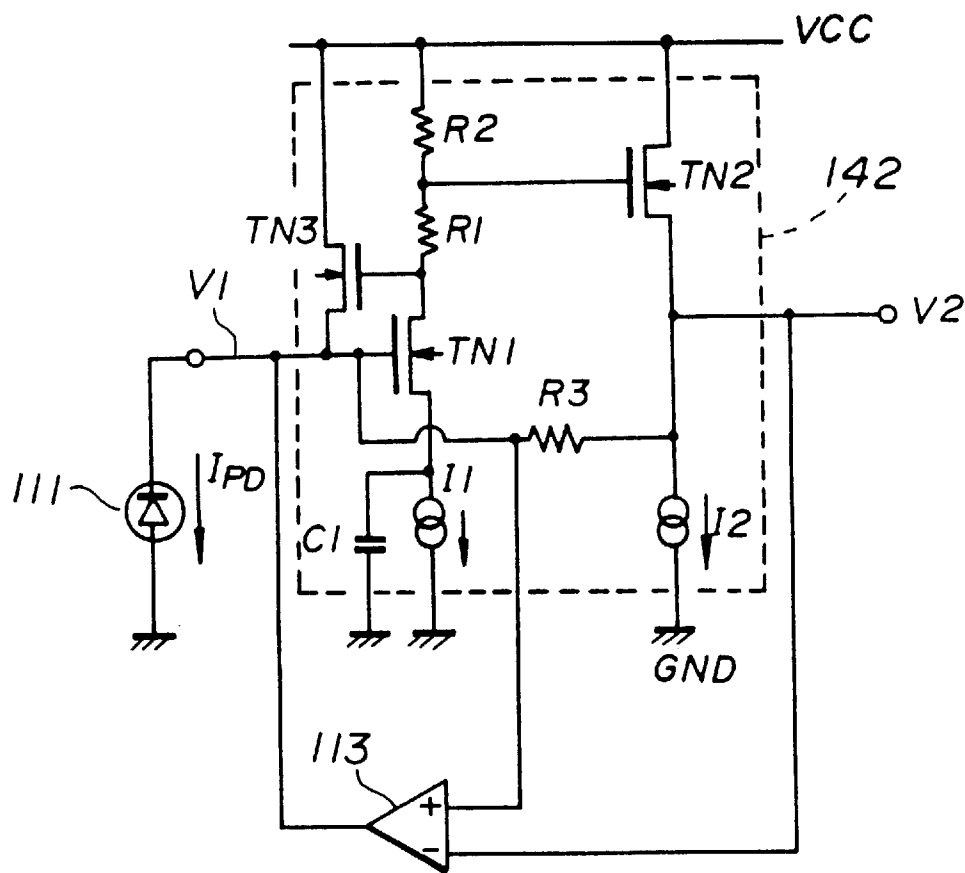 VCC
R2
TN2
142
TN3
R1
V1
V2
TN1
R3
111
IPD
I1
C1
I2
GND
113
+
-